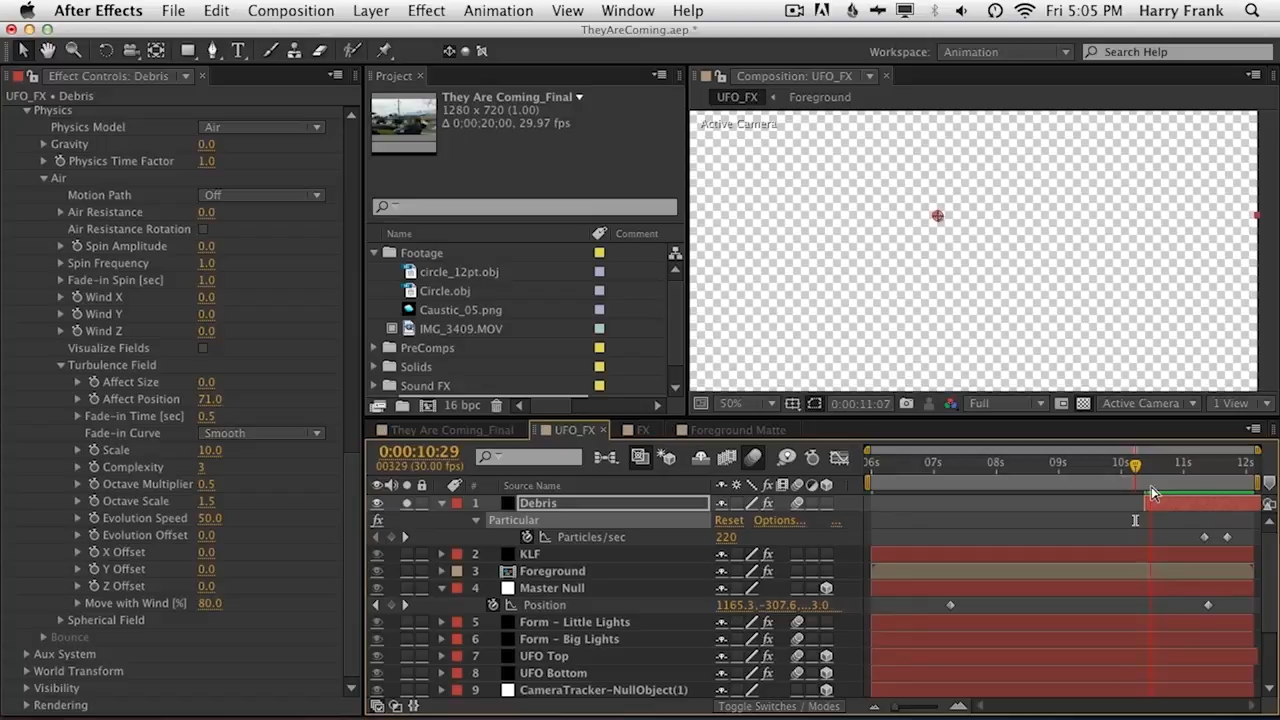 After Effects File Edit Composition Layer Effect Animation View Window Help Fri 5:05 PM Harry Frank
TheyAreComing.aep *
Workspace: Animation Search Help
Effect Controls: Debris
UFO_FX • Debris
Physics
Physics Model Air
Gravity 0.0
Physics Time Factor 1.0
Air
Motion Path Off
Air Resistance 0.0
Air Resistance Rotation
Spin Amplitude 0.0
Spin Frequency 1.0
Fade-in Spin [sec] 1.0
Wind X 0.0
Wind Y 0.0
Wind Z 0.0
Visualize Fields
Turbulence Field
Affect Size 0.0
Affect Position 71.0
Fade-in Time [sec] 0.5
Fade-in Curve Smooth
Scale 10.0
Complexity 3
Octave Multiplier 0.5
Octave Scale 1.5
Evolution Speed 50.0
Evolution Offset 0.0
X Offset 0.0
Y Offset 0.0
Z Offset 0.0
Move with Wind [%] 80.0
Spherical Field
Bounce
Aux System
World Transform
Visibility
Rendering
Project
They Are Coming_Final
1280 x 720 (1.00)
Δ 0;00;20;00, 29.97 fps
Name Comment
Footage
circle_12pt.obj
Circle.obj
Caustic_05.png
IMG_3409.MOV
PreComps
Solids
Sound FX
16 bpc
Composition: UFO_FX
UFO_FX Foreground
Active Camera
50% 0:00:11:07 Full Active Camera 1 View
They Are Coming_Final UFO_FX FX Foreground Matte
0:00:10:29
00329 (30.00 fps)
06s 07s 08s 09s 10s 11s 12s
# Source Name
1 Debris
Particular Reset Options... ...
Particles/sec 220
2 KLF
3 Foreground
4 Master Null
Position 1165.3,-307.6,...3.0
5 Form - Little Lights
6 Form - Big Lights
7 UFO Top
8 UFO Bottom
9 CameraTracker-NullObject(1)
Toggle Switches / Modes